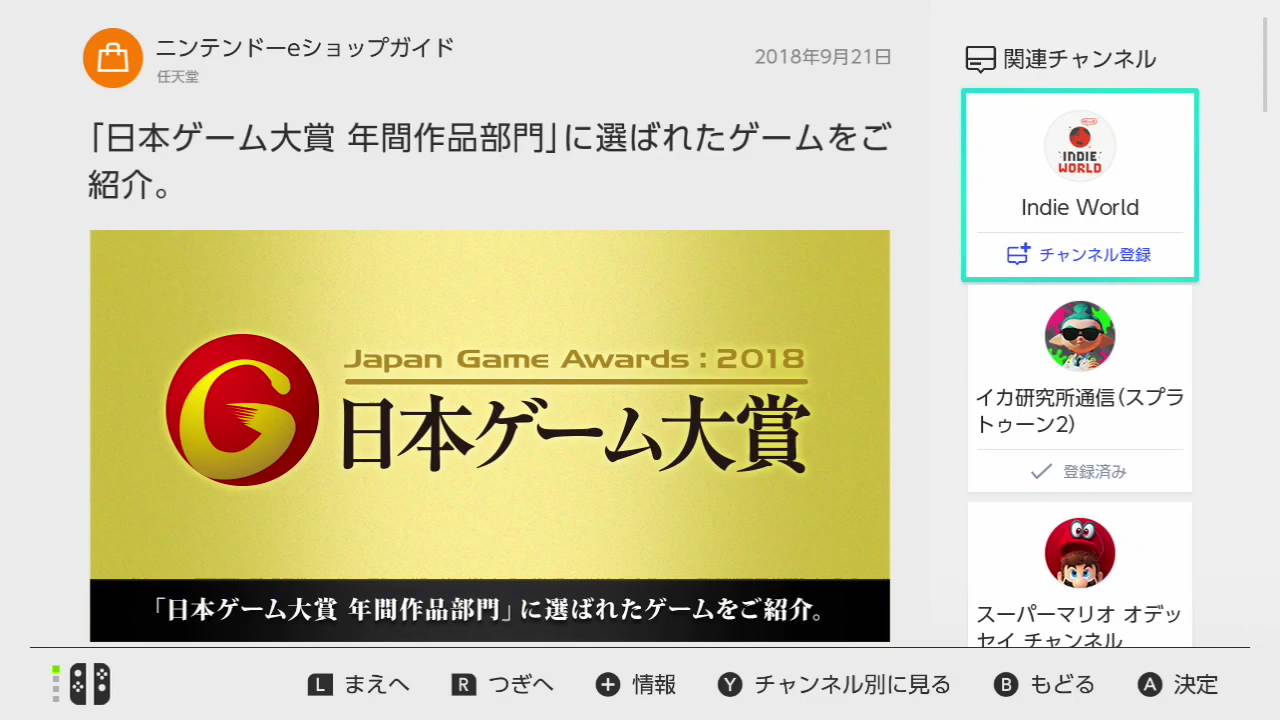 ニンテンドーeショップガイド
任天堂
2018年9月21日
「日本ゲーム大賞 年間作品部門」に選ばれたゲームをご
紹介。
Japan Game Awards : 2018
日本ゲーム大賞
「日本ゲーム大賞 年間作品部門」に選ばれたゲームをご紹介。
関連チャンネル
INDIE
WORLD
Indie World
チャンネル登録
イカ研究所通信(スプラ
トゥーン2)
登録済み
スーパーマリオ オデッ
セイ チャンネル
L まえへ R つぎへ + 情報 Y チャンネル別に見る B もどる A 決定